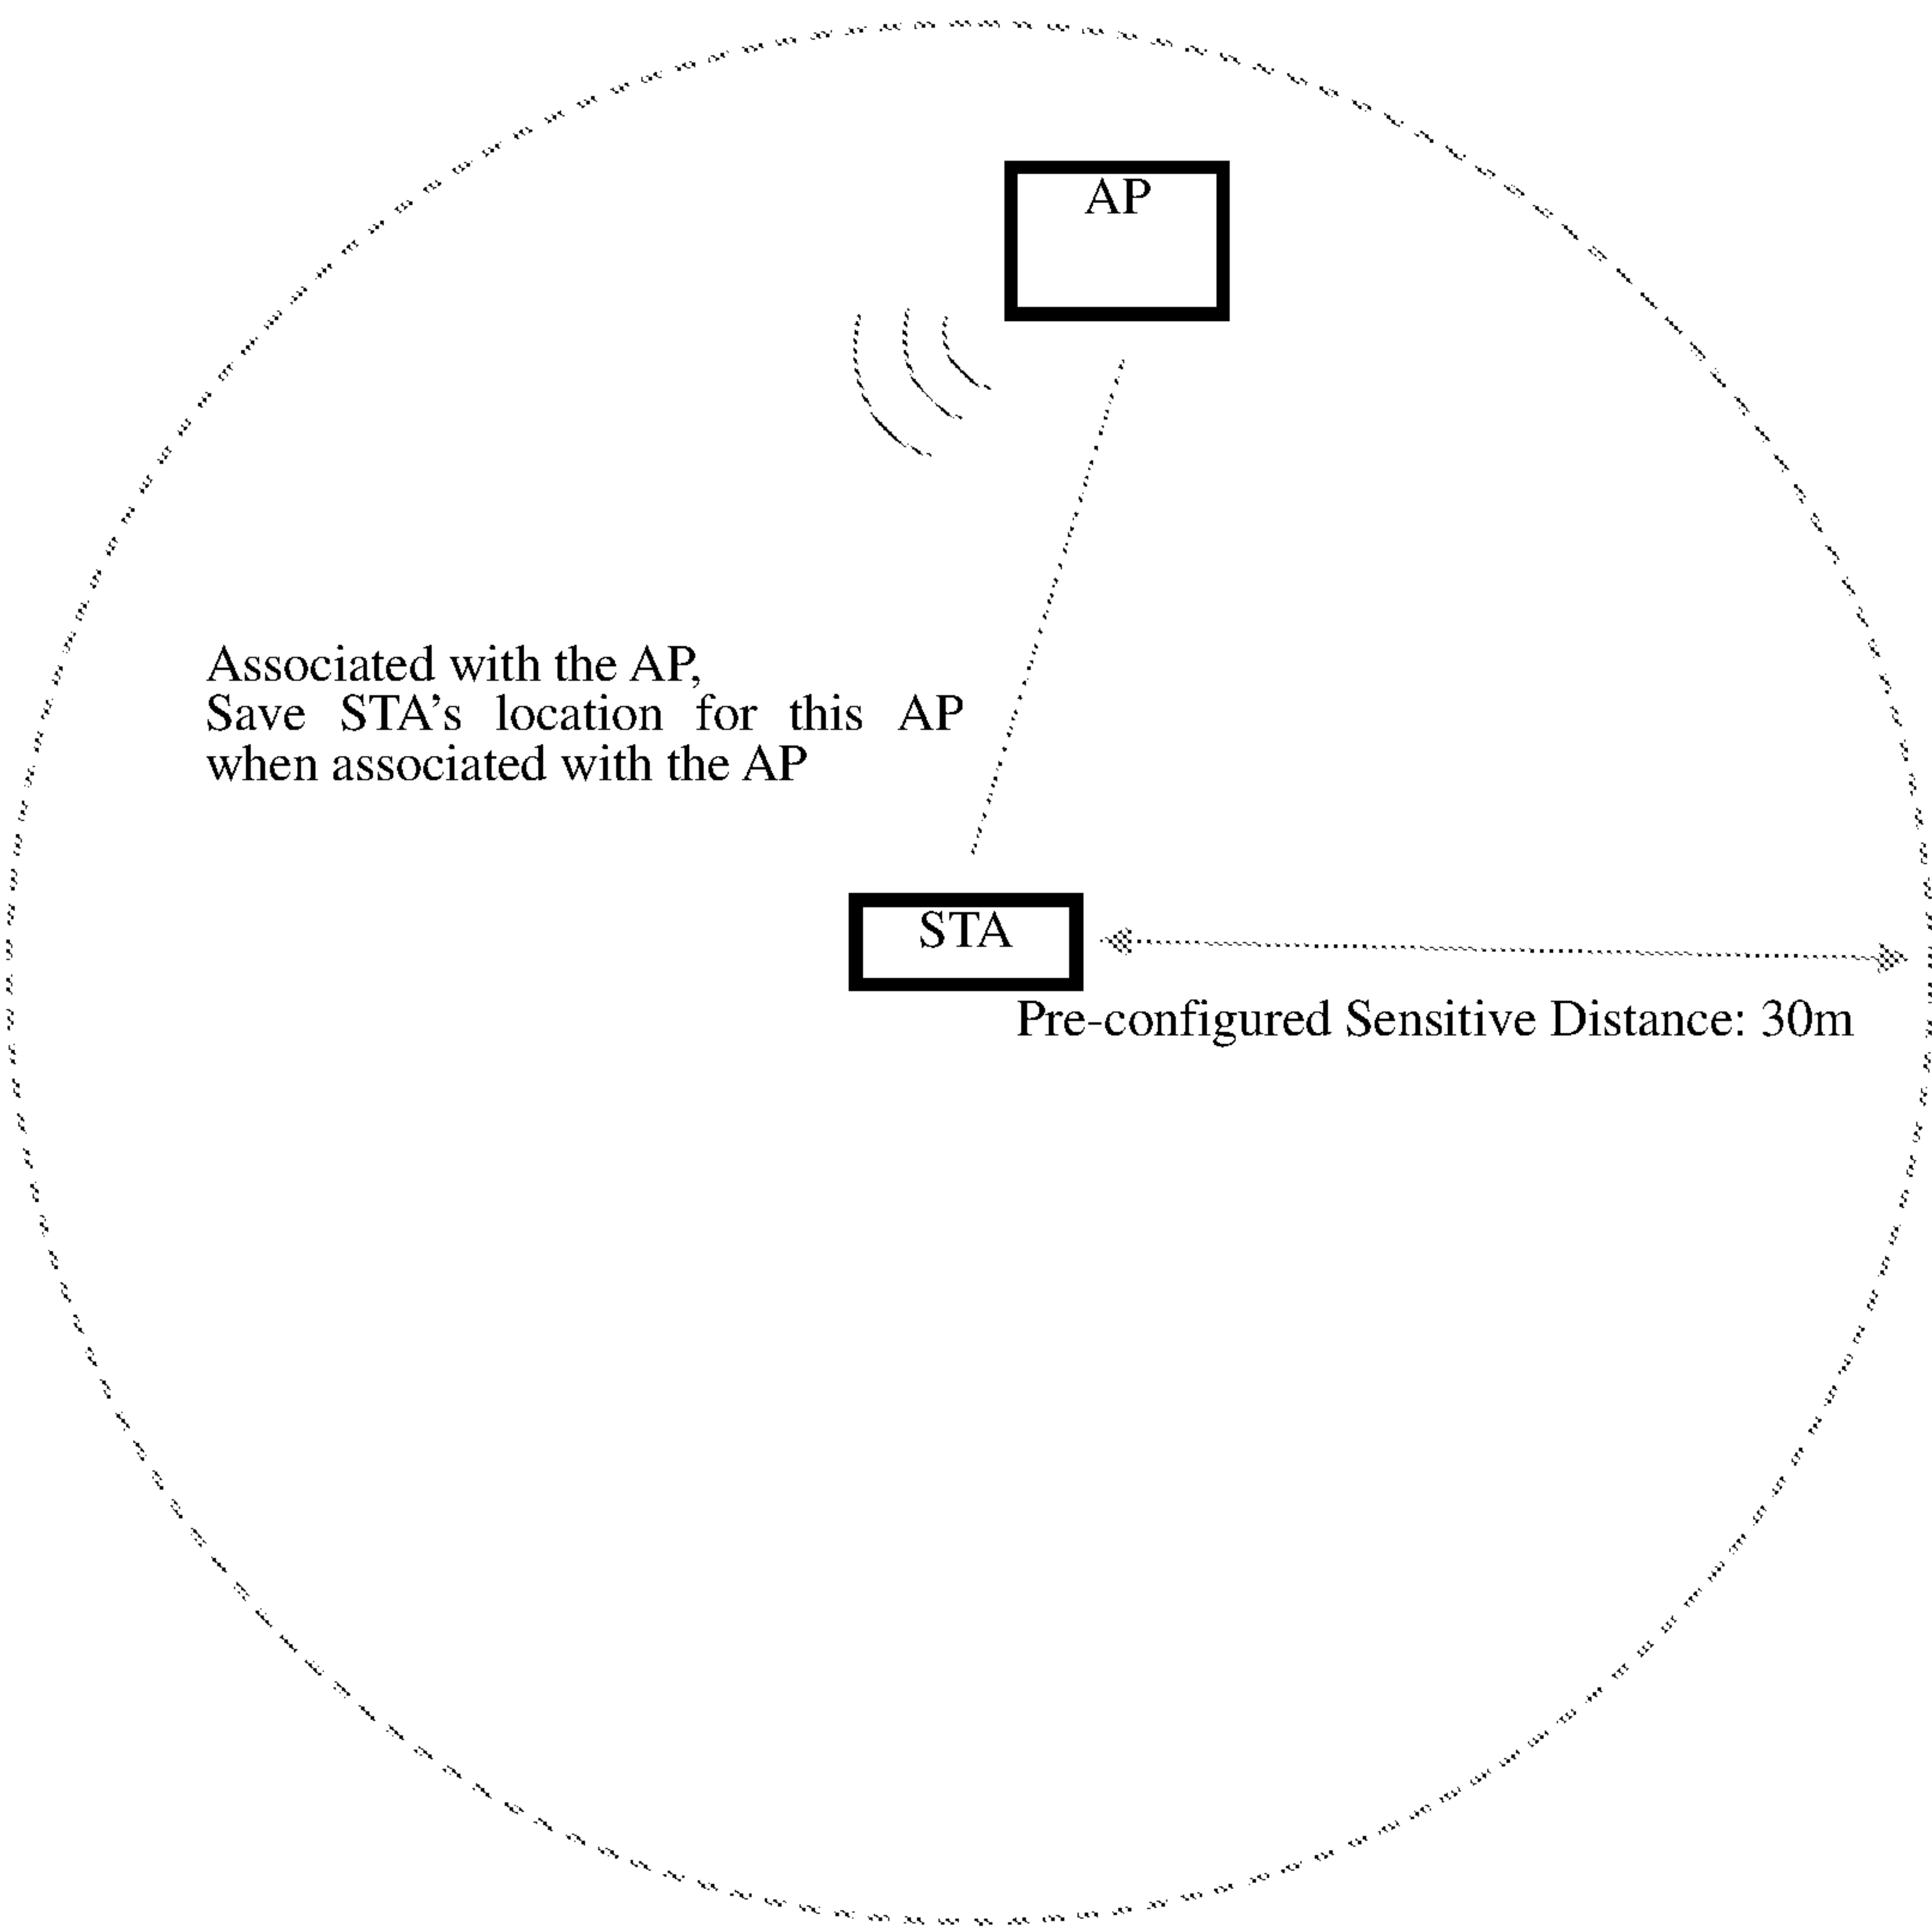 AP
Associated with the AP,
Save STA's location for this AP
when associated with the AP
STA
Pre-configured Sensitive Distance: 30m